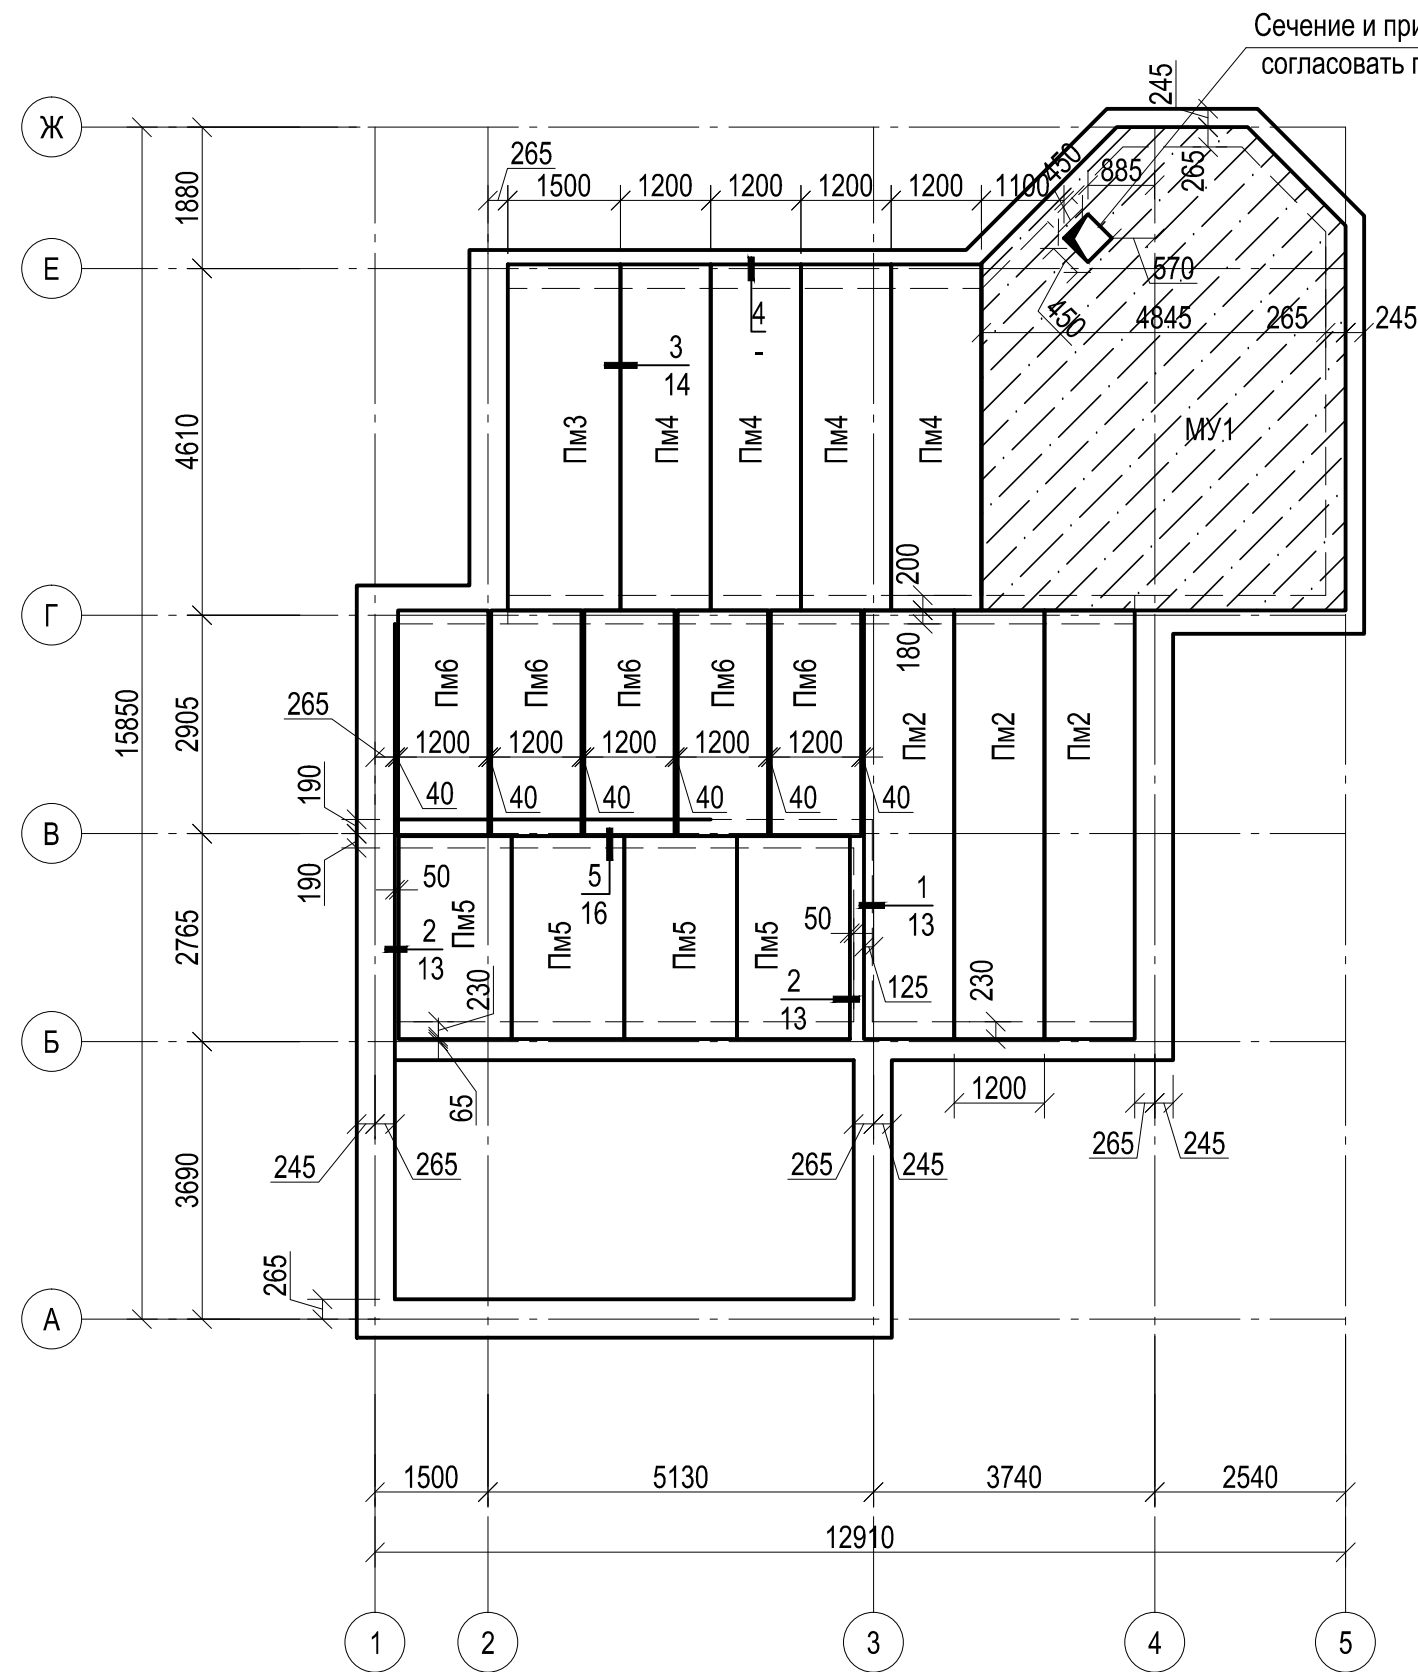 Сечение и при
согласовать п
245
Ж
265
450
885
265
1500
1200
1200
1200
1200
1100
1880
Е
570
4
-
450
4845
265
245
3
14
4610
Пм3
Пм4
Пм4
Пм4
Пм4
МУ1
200
Г
180
Пм6
Пм6
Пм6
Пм6
Пм6
265
15850
2905
Пм2
Пм2
Пм2
1200
1200
1200
1200
1200
190
40
40
40
40
40
40
В
190
50
5
16
1
13
Пм5
Пм5
Пм5
Пм5
50
2
13
2765
230
2
13
125
230
Б
65
1200
245
265
265
245
265
245
3690
265
А
1500
5130
3740
2540
12910
1
2
3
4
5